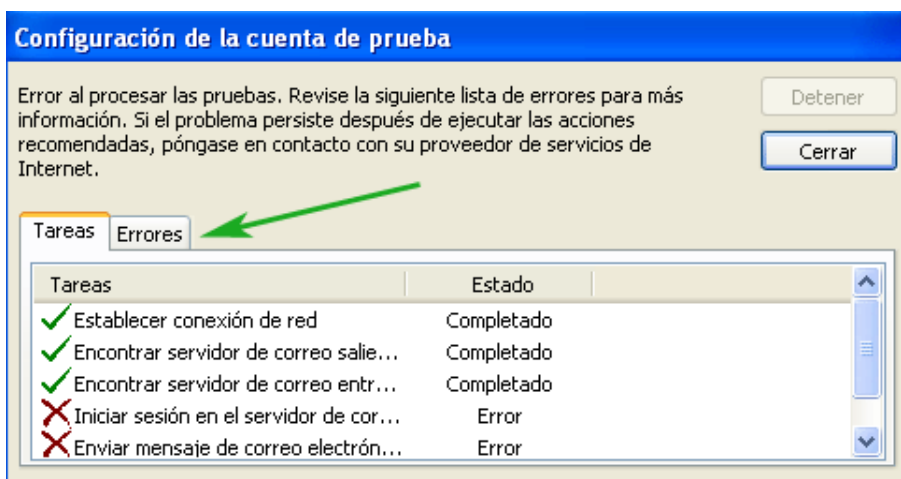 Configuración de la cuenta de prueba
Error al procesar las pruebas. Revise la siguiente lista de errores para más
información. Si el problema persiste después de ejecutar las acciones
recomendadas, póngase en contacto con su proveedor de servicios de
Internet.
Detener
Cerrar
Tareas Errores
Tareas Estado
Establecer conexión de red Completado
Encontrar servidor de correo salie... Completado
Encontrar servidor de correo entr... Completado
Iniciar sesión en el servidor de cor... Error
Enviar mensaje de correo electrón... Error